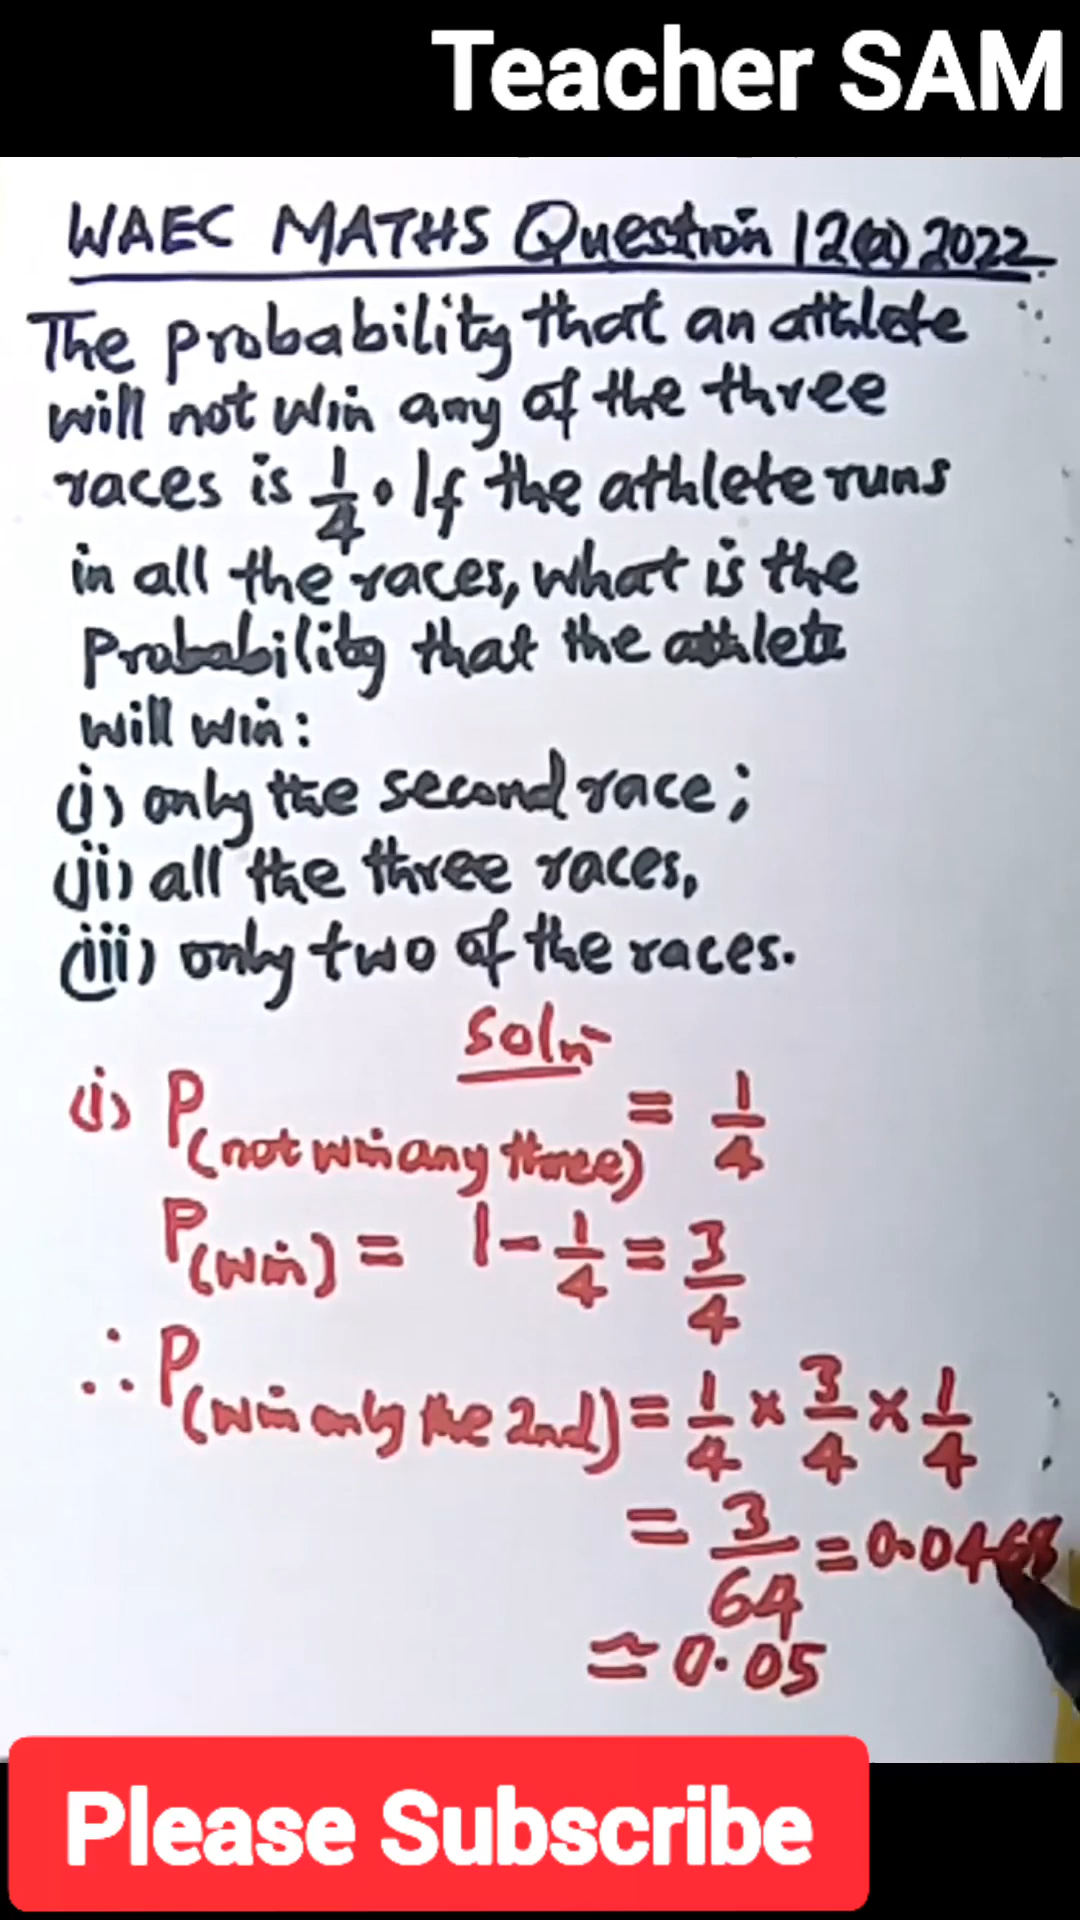 Teacher SAM
WAEC MATHS Question 12(a) 2022
The probability that an athlete
will not win any of the three
races is 1/4. If the athlete runs
in all the races, what is the
Probability that the athlete
will win:
(i) only the second race;
(ii) all the three races,
(iii) only two of the races.
Soln
(i) P(not win any three) = 1/4
P(win) = 1 - 1/4 = 3/4
∴ P(win only the 2nd) = 1/4 × 3/4 × 1/4
= 3/64 = 0.0468
≃ 0.05
Please Subscribe